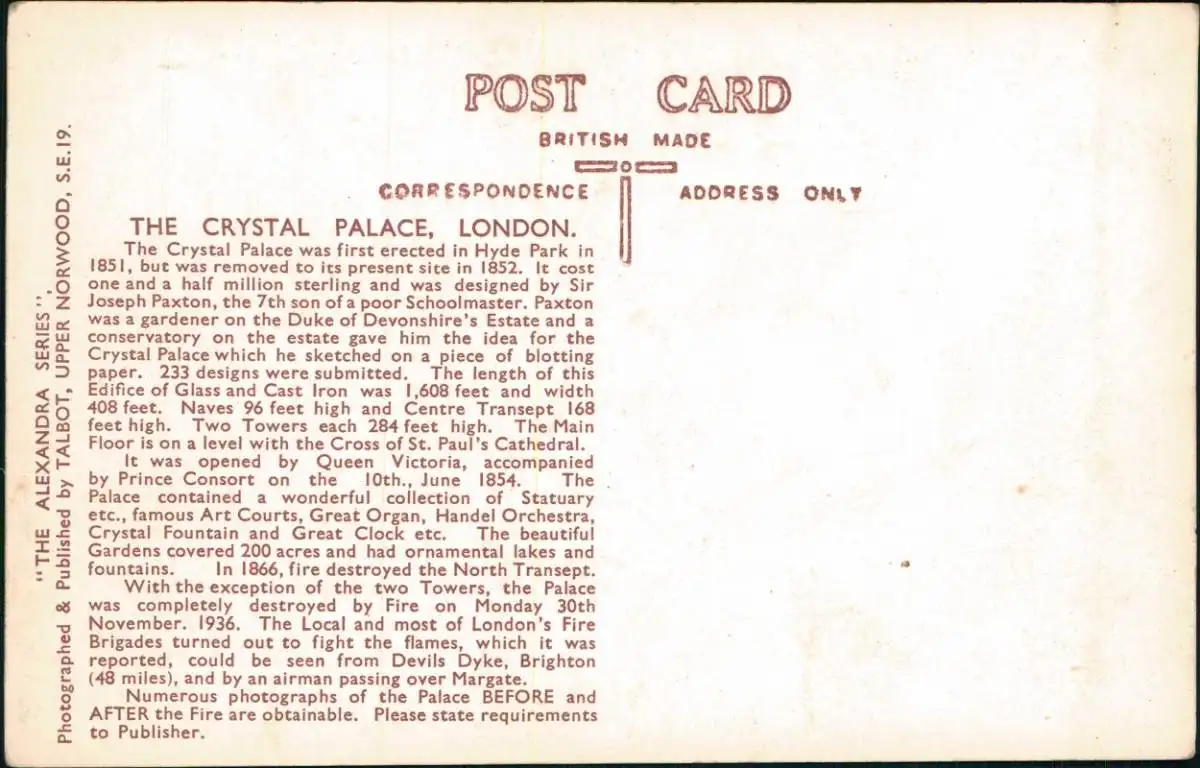 POST CARD
BRITISH MADE
CORRESPONDENCE ADDRESS ONLY
THE CRYSTAL PALACE, LONDON.
The Crystal Palace was first erected in Hyde Park in
1851, but was removed to its present site in 1852. It cost
one and a half million sterling and was designed by Sir
Joseph Paxton, the 7th son of a poor Schoolmaster. Paxton
was a gardener on the Duke of Devonshire's Estate and a
conservatory on the estate gave him the idea for the
Crystal Palace which he sketched on a piece of blotting
paper. 233 designs were submitted. The length of this
Edifice of Glass and Cast Iron was 1,608 feet and width
408 feet. Naves 96 feet high and Centre Transept 168
feet high. Two Towers each 284 feet high. The Main
Floor is on a level with the Cross of St. Paul's Cathedral.
It was opened by Queen Victoria, accompanied
by Prince Consort on the 10th., June 1854. The
Palace contained a wonderful collection of Statuary
etc., famous Art Courts, Great Organ, Handel Orchestra,
Crystal Fountain and Great Clock etc. The beautiful
Gardens covered 200 acres and had ornamental lakes and
fountains. In 1866, fire destroyed the North Transept.
With the exception of the two Towers, the Palace
was completely destroyed by Fire on Monday 30th
November. 1936. The Local and most of London's Fire
Brigades turned out to fight the flames, which it was
reported, could be seen from Devils Dyke, Brighton
(48 miles), and by an airman passing over Margate.
Numerous photographs of the Palace BEFORE and
AFTER the Fire are obtainable. Please state requirements
to Publisher.
"THE ALEXANDRA SERIES",
Photographed & Published by TALBOT, UPPER NORWOOD, S.E.19.